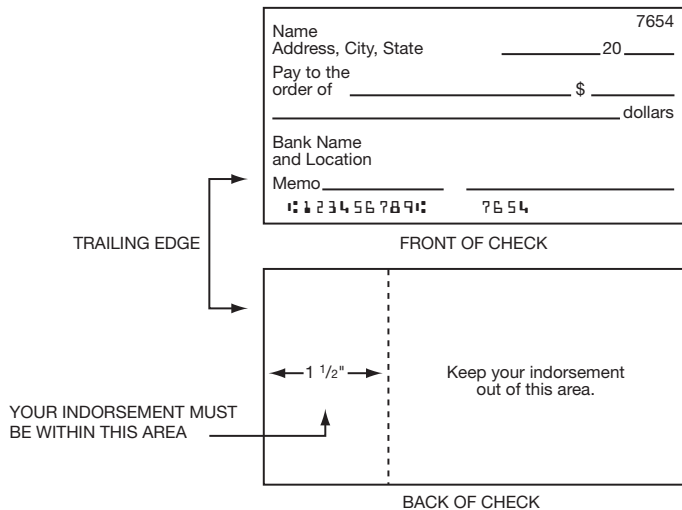 7654
Name
Address, City, State 20
Pay to the
order of $
dollars
Bank Name
and Location
Memo
⑆123456789⑆ 7654
TRAILING EDGE
FRONT OF CHECK
1 1/2"
Keep your indorsement
out of this area.
YOUR INDORSEMENT MUST
BE WITHIN THIS AREA
BACK OF CHECK